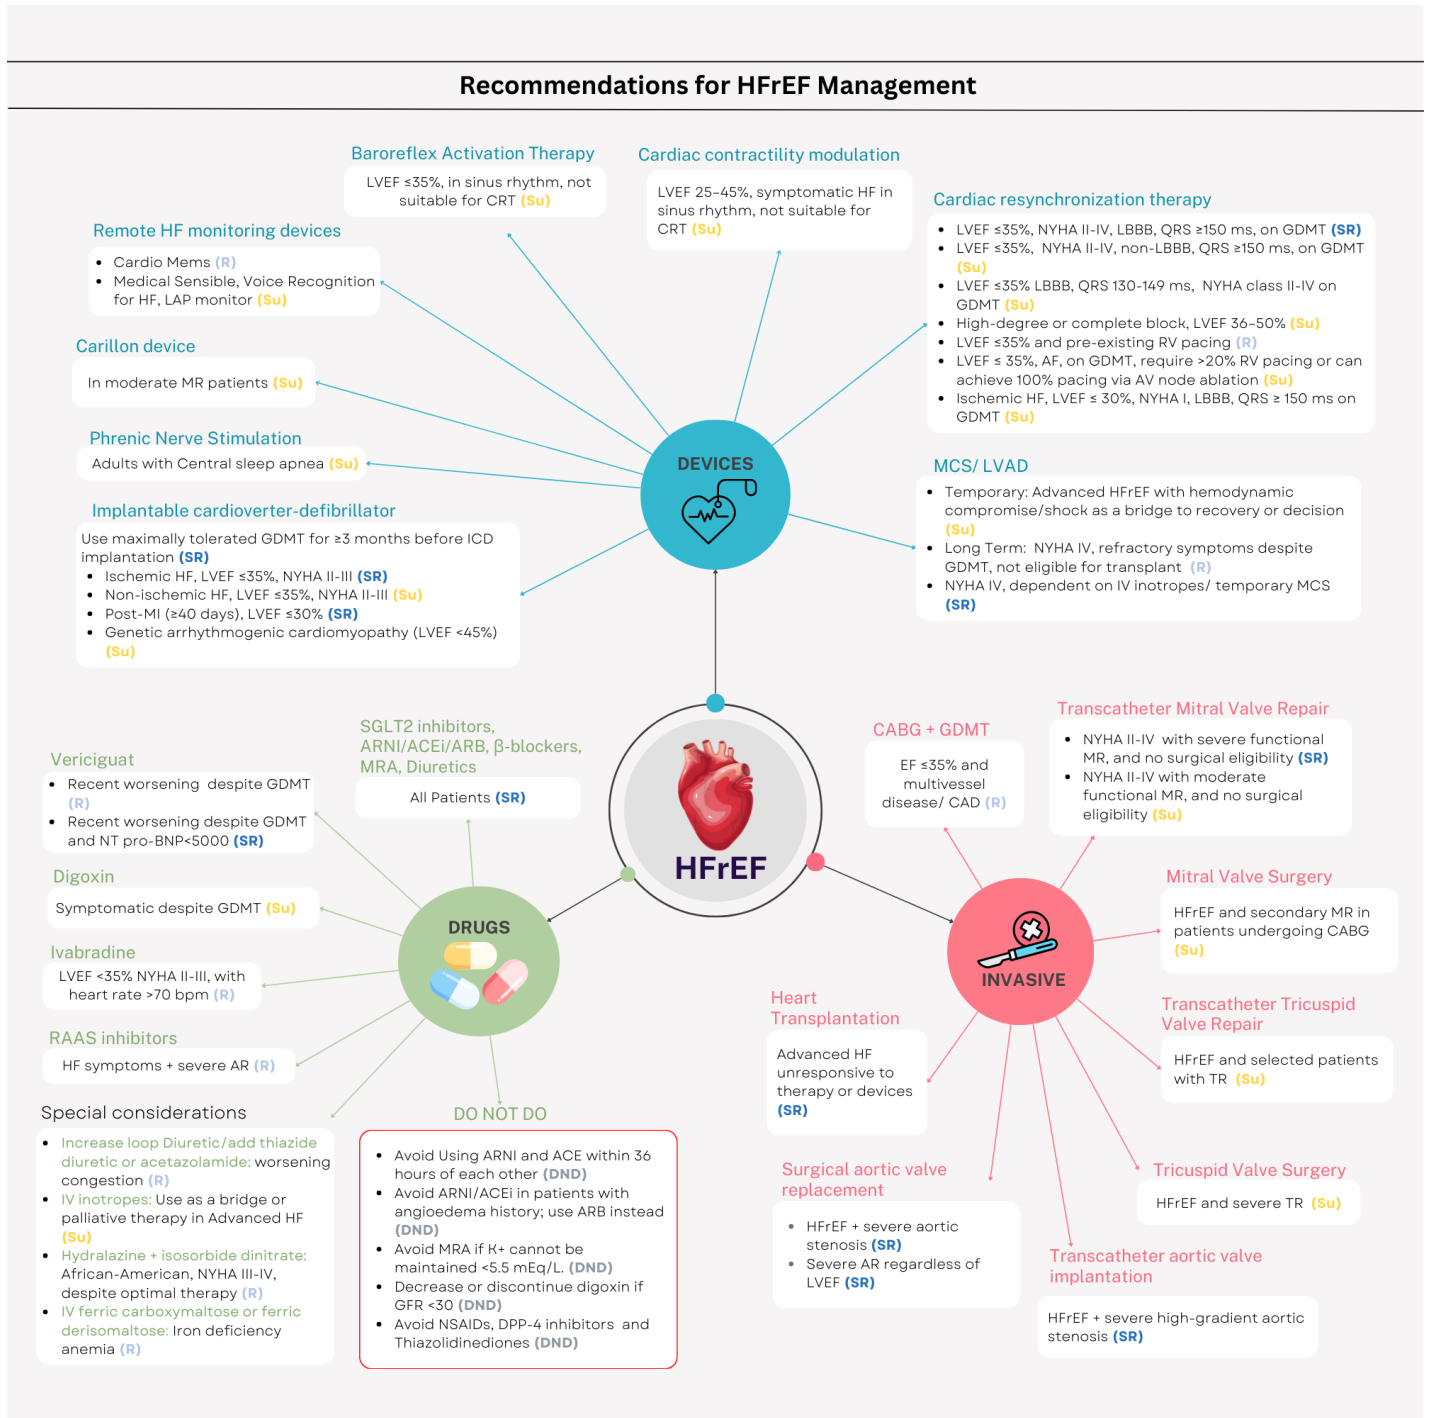 Recommendations for HFrEF Management
Baroreflex Activation Therapy
LVEF ≤35%, in sinus rhythm, not
suitable for CRT (Su)
Cardiac contractility modulation
LVEF 25–45%, symptomatic HF in
sinus rhythm, not suitable for
CRT (Su)
Cardiac resynchronization therapy
• LVEF ≤35%, NYHA II-IV, LBBB, QRS ≥150 ms, on GDMT (SR)
• LVEF ≤35%, NYHA II-IV, non-LBBB, QRS ≥150 ms, on GDMT
(Su)
• LVEF ≤35% LBBB, QRS 130-149 ms, NYHA class II-IV on
GDMT (Su)
• High-degree or complete block, LVEF 36–50% (Su)
• LVEF ≤35% and pre-existing RV pacing (R)
• LVEF ≤ 35%, AF, on GDMT, require >20% RV pacing or can
achieve 100% pacing via AV node ablation (Su)
• Ischemic HF, LVEF ≤ 30%, NYHA I, LBBB, QRS ≥ 150 ms on
GDMT (Su)
Remote HF monitoring devices
• Cardio Mems (R)
• Medical Sensible, Voice Recognition
for HF, LAP monitor (Su)
Carillon device
In moderate MR patients (Su)
Phrenic Nerve Stimulation
Adults with Central sleep apnea (Su)
Implantable cardioverter-defibrillator
Use maximally tolerated GDMT for ≥3 months before ICD
implantation (SR)
• Ischemic HF, LVEF ≤35%, NYHA II-III (SR)
• Non-ischemic HF, LVEF ≤35%, NYHA II-III (Su)
• Post-MI (≥40 days), LVEF ≤30% (SR)
• Genetic arrhythmogenic cardiomyopathy (LVEF <45%)
(Su)
DEVICES
MCS/ LVAD
• Temporary: Advanced HFrEF with hemodynamic
compromise/shock as a bridge to recovery or decision
(Su)
• Long Term: NYHA IV, refractory symptoms despite
GDMT, not eligible for transplant (R)
• NYHA IV, dependent on IV inotropes/ temporary MCS
(SR)
HFrEF
SGLT2 inhibitors,
ARNI/ACEi/ARB, β-blockers,
MRA, Diuretics
All Patients (SR)
Vericiguat
• Recent worsening despite GDMT
(R)
• Recent worsening despite GDMT
and NT pro-BNP<5000 (SR)
Digoxin
Symptomatic despite GDMT (Su)
Ivabradine
LVEF <35% NYHA II-III, with
heart rate >70 bpm (R)
RAAS inhibitors
HF symptoms + severe AR (R)
DRUGS
Special considerations
• Increase loop Diuretic/add thiazide
diuretic or acetazolamide: worsening
congestion (R)
• IV inotropes: Use as a bridge or
palliative therapy in Advanced HF
(Su)
• Hydralazine + isosorbide dinitrate:
African-American, NYHA III-IV,
despite optimal therapy (R)
• IV ferric carboxymaltose or ferric
derisomaltose: Iron deficiency
anemia (R)
DO NOT DO
• Avoid Using ARNI and ACE within 36
hours of each other (DND)
• Avoid ARNI/ACEi in patients with
angioedema history; use ARB instead
(DND)
• Avoid MRA if K+ cannot be
maintained <5.5 mEq/L. (DND)
• Decrease or discontinue digoxin if
GFR <30 (DND)
• Avoid NSAIDs, DPP-4 inhibitors and
Thiazolidinediones (DND)
CABG + GDMT
EF ≤35% and
multivessel
disease/ CAD (R)
Transcatheter Mitral Valve Repair
• NYHA II-IV with severe functional
MR, and no surgical eligibility (SR)
• NYHA II-IV with moderate
functional MR, and no surgical
eligibility (Su)
Mitral Valve Surgery
HFrEF and secondary MR in
patients undergoing CABG
(Su)
INVASIVE
Heart
Transplantation
Advanced HF
unresponsive to
therapy or devices
(SR)
Transcatheter Tricuspid
Valve Repair
HFrEF and selected patients
with TR (Su)
Surgical aortic valve
replacement
• HFrEF + severe aortic
stenosis (SR)
• Severe AR regardless of
LVEF (SR)
Tricuspid Valve Surgery
HFrEF and severe TR (Su)
Transcatheter aortic valve
implantation
HFrEF + severe high-gradient aortic
stenosis (SR)